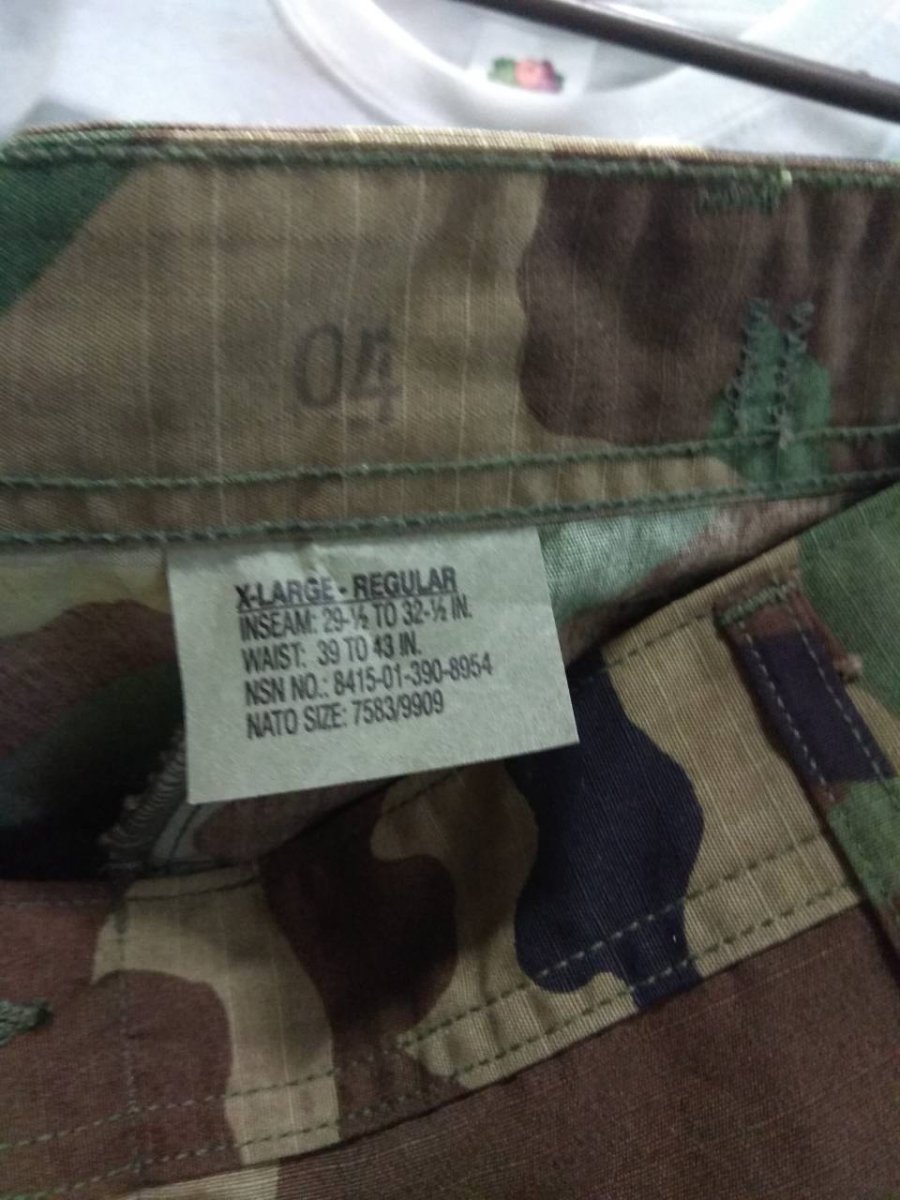 04
X-LARGE - REGULAR
INSEAM: 29-½ TO 32-½ IN.
WAIST: 39 TO 43 IN.
NSN NO.: 8415-01-390-8954
NATO SIZE: 7583/9909